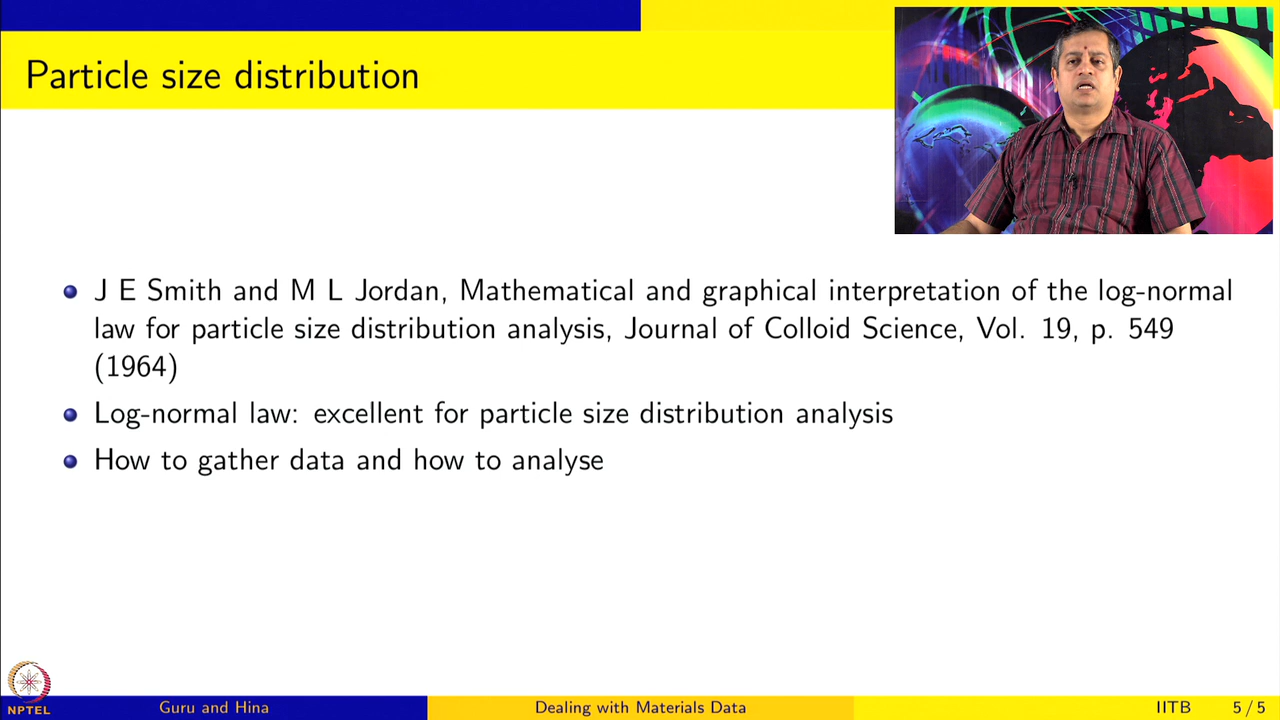 Particle size distribution
J E Smith and M L Jordan, Mathematical and graphical interpretation of the log-normal
law for particle size distribution analysis, Journal of Colloid Science, Vol. 19, p. 549
(1964)
Log-normal law: excellent for particle size distribution analysis
How to gather data and how to analyse
NPTEL
Guru and Hina
Dealing with Materials Data
IITB
5 / 5